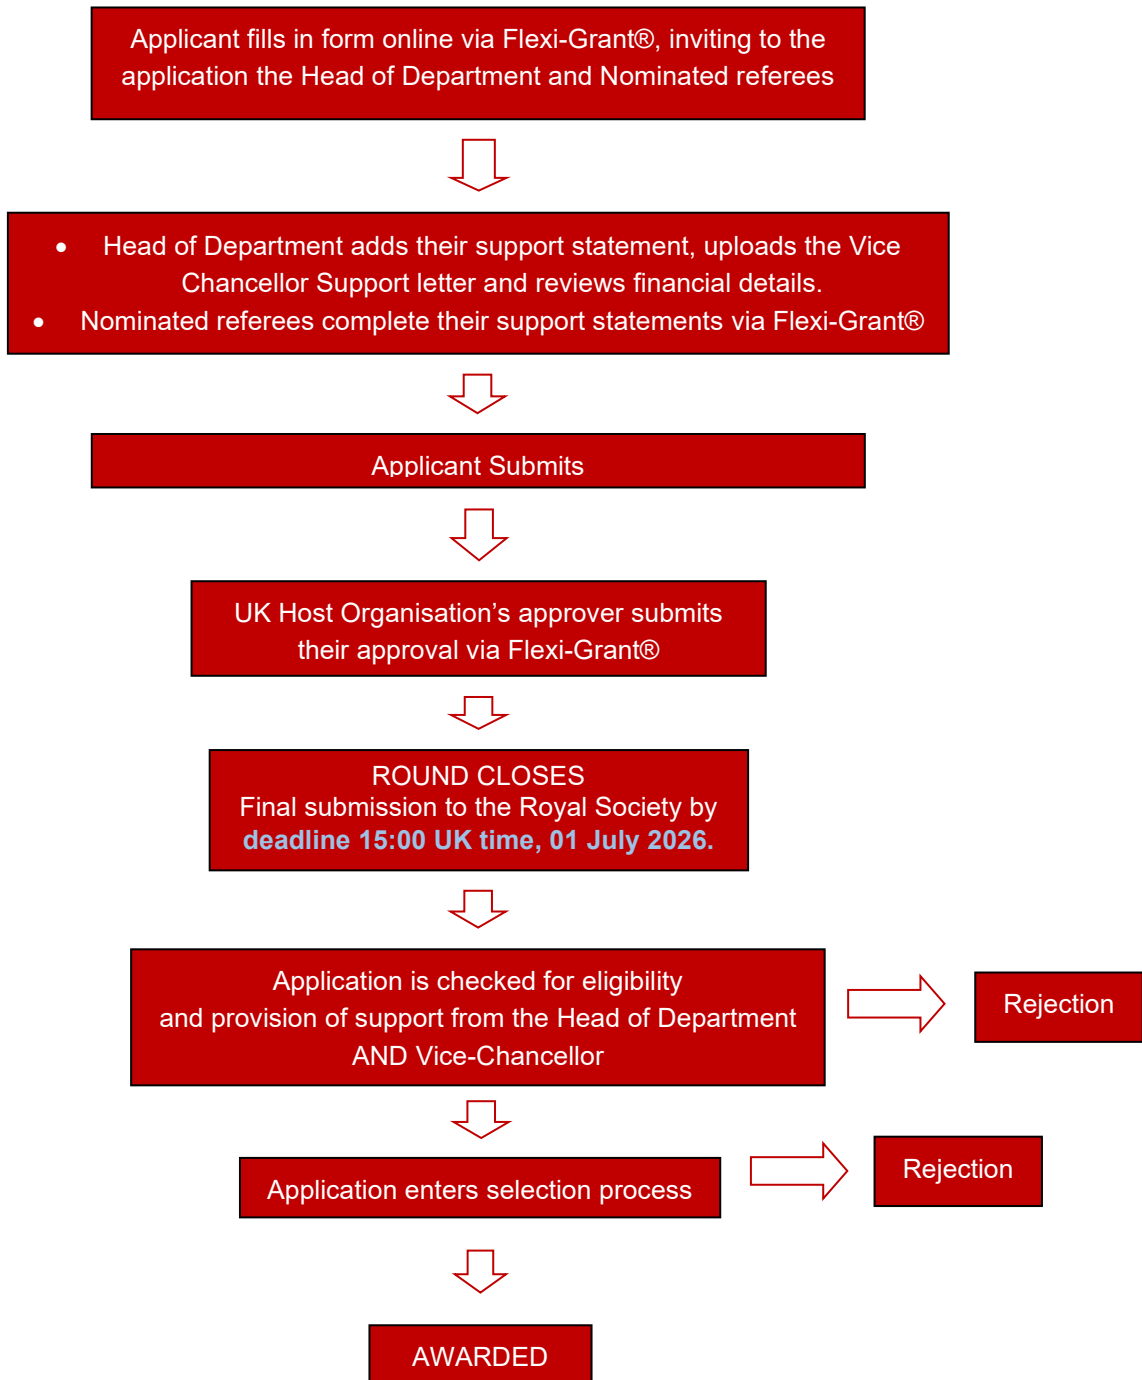 Applicant fills in form online via Flexi-Grant®, inviting to the
application the Head of Department and Nominated referees
• Head of Department adds their support statement, uploads the Vice
Chancellor Support letter and reviews financial details.
• Nominated referees complete their support statements via Flexi-Grant®
Applicant Submits
UK Host Organisation’s approver submits
their approval via Flexi-Grant®
ROUND CLOSES
Final submission to the Royal Society by
deadline 15:00 UK time, 01 July 2026.
Application is checked for eligibility
and provision of support from the Head of Department
AND Vice-Chancellor
Rejection
Application enters selection process
Rejection
AWARDED